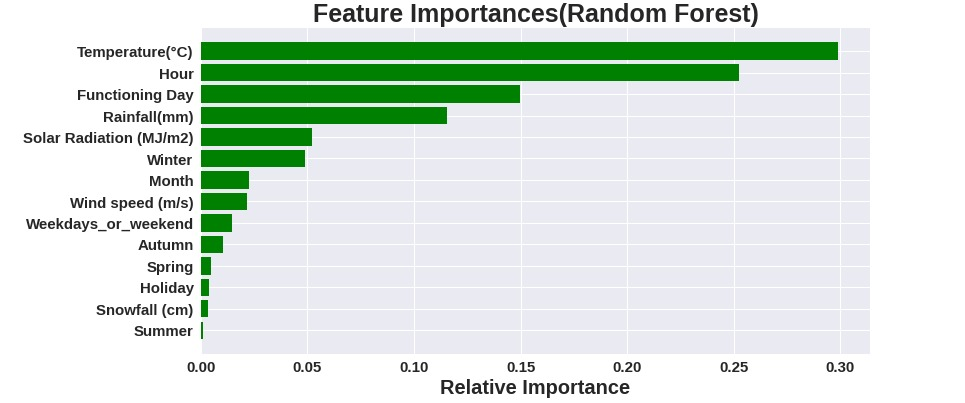 Feature Importances(Random Forest)
Temperature(°C)
Hour
Functioning Day
Rainfall(mm)
Solar Radiation (MJ/m2)
Winter
Month
Wind speed (m/s)
Weekdays_or_weekend
Autumn
Spring
Holiday
Snowfall (cm)
Summer
0.00 0.05 0.10 0.15 0.20 0.25 0.30
Relative Importance